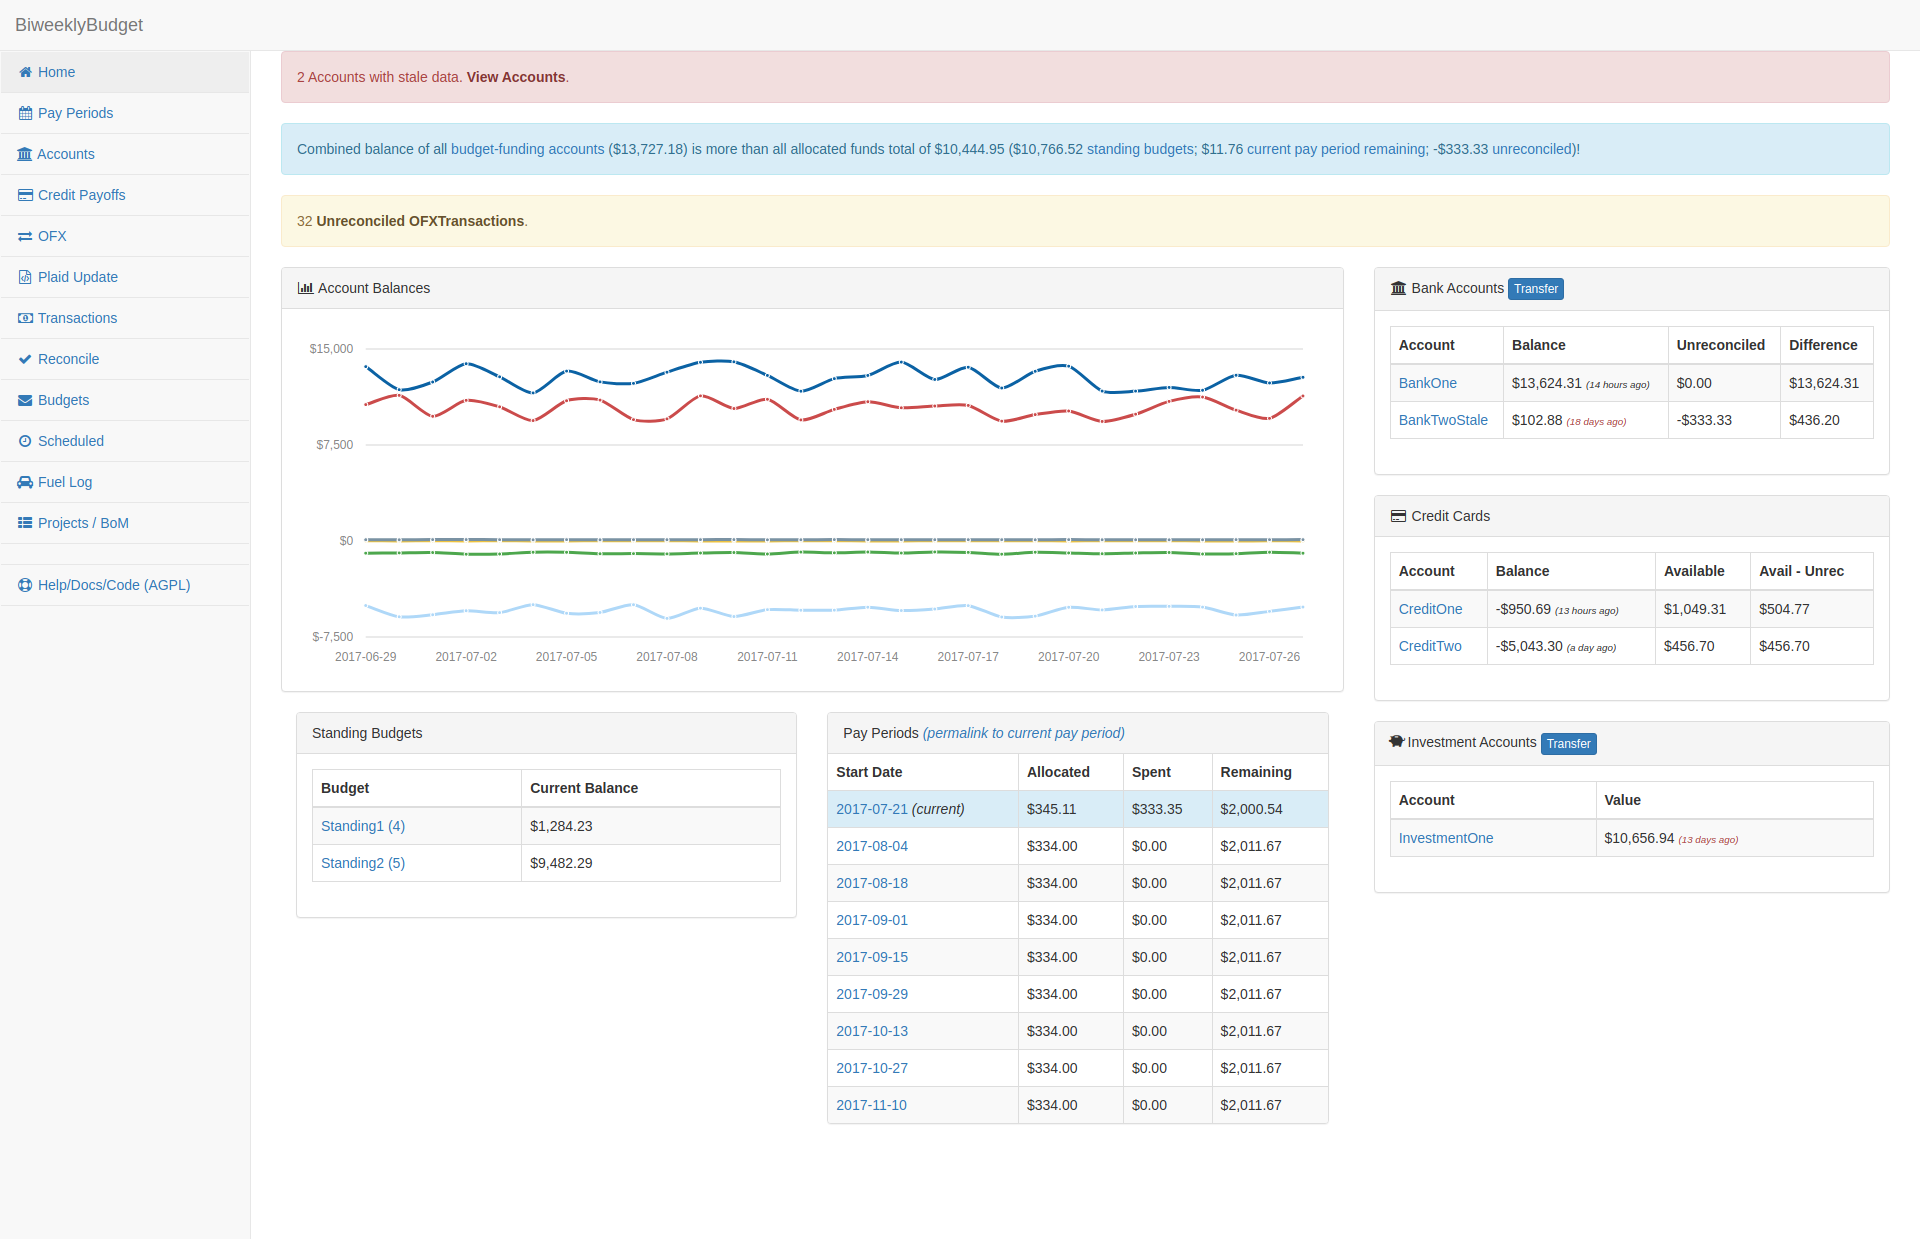 BiweeklyBudget
Home
Pay Periods
Accounts
Credit Payoffs
OFX
Plaid Update
Transactions
Reconcile
Budgets
Scheduled
Fuel Log
Projects / BoM
Help/Docs/Code (AGPL)
2 Accounts with stale data. View Accounts.
Combined balance of all budget-funding accounts ($13,727.18) is more than all allocated funds total of $10,444.95 ($10,766.52 standing budgets; $11.76 current pay period remaining; -$333.33 unreconciled)!
32 Unreconciled OFXTransactions.
Account Balances
$15,000
$7,500
$0
$-7,500
2017-06-29 2017-07-02 2017-07-05 2017-07-08 2017-07-11 2017-07-14 2017-07-17 2017-07-20 2017-07-23 2017-07-26
Standing Budgets
Budget Current Balance
Standing1 (4) $1,284.23
Standing2 (5) $9,482.29
Pay Periods (permalink to current pay period)
Start Date Allocated Spent Remaining
2017-07-21 (current) $345.11 $333.35 $2,000.54
2017-08-04 $334.00 $0.00 $2,011.67
2017-08-18 $334.00 $0.00 $2,011.67
2017-09-01 $334.00 $0.00 $2,011.67
2017-09-15 $334.00 $0.00 $2,011.67
2017-09-29 $334.00 $0.00 $2,011.67
2017-10-13 $334.00 $0.00 $2,011.67
2017-10-27 $334.00 $0.00 $2,011.67
2017-11-10 $334.00 $0.00 $2,011.67
Bank Accounts Transfer
Account Balance Unreconciled Difference
BankOne $13,624.31 (14 hours ago) $0.00 $13,624.31
BankTwoStale $102.88 (18 days ago) -$333.33 $436.20
Credit Cards
Account Balance Available Avail - Unrec
CreditOne -$950.69 (13 hours ago) $1,049.31 $504.77
CreditTwo -$5,043.30 (a day ago) $456.70 $456.70
Investment Accounts Transfer
Account Value
InvestmentOne $10,656.94 (13 days ago)